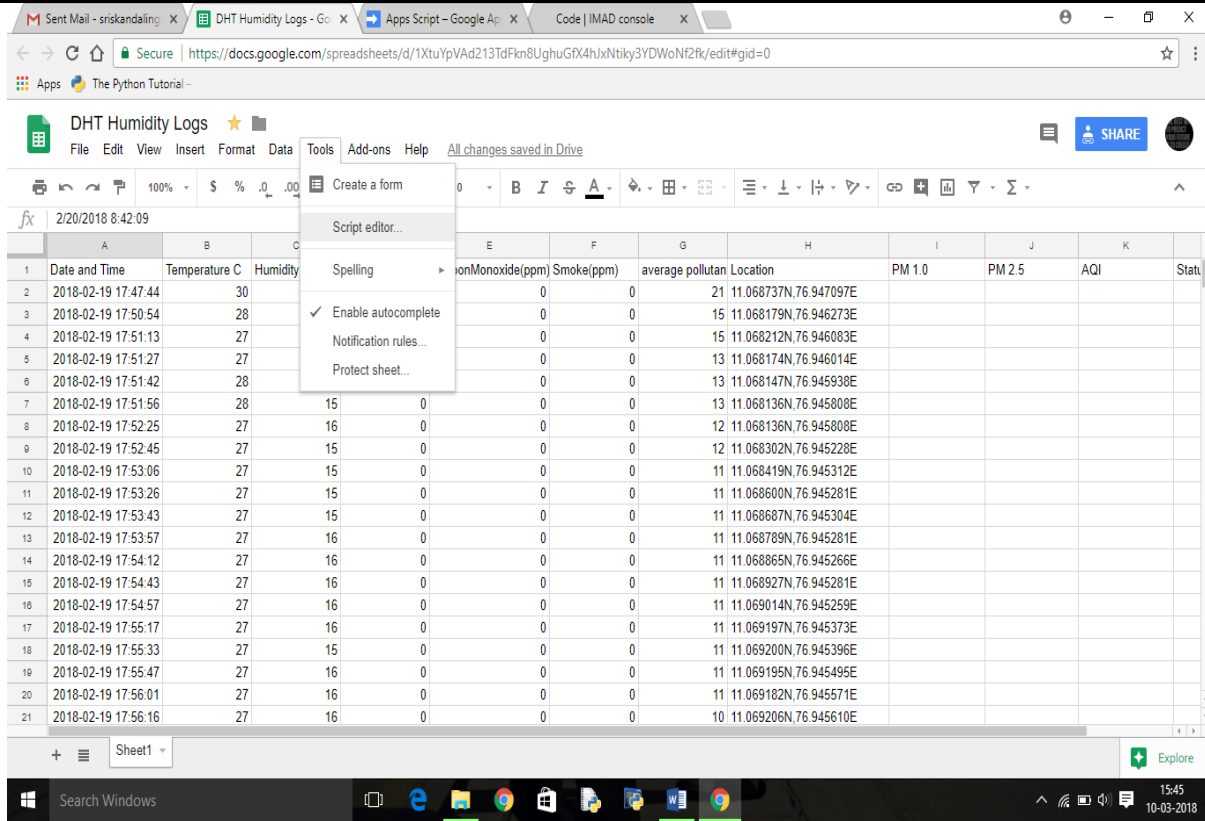 Sent Mail - sriskandaling
DHT Humidity Logs - Go
Apps Script – Google Ap
Code | IMAD console
Secure | https://docs.google.com/spreadsheets/d/1XtuYpVAd213TdFkn8UghuGfX4hJxNtiky3YDWoNf2fk/edit#gid=0
Apps The Python Tutorial –
DHT Humidity Logs
SHARE
File Edit View Insert Format Data Tools Add-ons Help All changes saved in Drive
100% $ % .0 .00 0 B I S A Σ
Create a form
Script editor...
Spelling
Enable autocomplete
Notification rules...
Protect sheet...
fx 2/20/2018 8:42:09
A B C E F G H I J K
1 Date and Time Temperature C Humidity onMonoxide(ppm) Smoke(ppm) average pollutan Location PM 1.0 PM 2.5 AQI Statu
2 2018-02-19 17:47:44 30 0 0 21 11.068737N,76.947097E
3 2018-02-19 17:50:54 28 0 0 15 11.068179N,76.946273E
4 2018-02-19 17:51:13 27 0 0 15 11.068212N,76.946083E
5 2018-02-19 17:51:27 27 0 0 13 11.068174N,76.946014E
6 2018-02-19 17:51:42 28 0 0 13 11.068147N,76.945938E
7 2018-02-19 17:51:56 28 15 0 0 0 13 11.068136N,76.945808E
8 2018-02-19 17:52:25 27 16 0 0 0 12 11.068136N,76.945808E
9 2018-02-19 17:52:45 27 15 0 0 0 12 11.068302N,76.945228E
10 2018-02-19 17:53:06 27 15 0 0 0 11 11.068419N,76.945312E
11 2018-02-19 17:53:26 27 15 0 0 0 11 11.068600N,76.945281E
12 2018-02-19 17:53:43 27 15 0 0 0 11 11.068687N,76.945304E
13 2018-02-19 17:53:57 27 16 0 0 0 11 11.068789N,76.945281E
14 2018-02-19 17:54:12 27 16 0 0 0 11 11.068865N,76.945266E
15 2018-02-19 17:54:43 27 16 0 0 0 11 11.068927N,76.945281E
16 2018-02-19 17:54:57 27 16 0 0 0 11 11.069014N,76.945259E
17 2018-02-19 17:55:17 27 16 0 0 0 11 11.069197N,76.945373E
18 2018-02-19 17:55:33 27 15 0 0 0 11 11.069200N,76.945396E
19 2018-02-19 17:55:47 27 16 0 0 0 11 11.069195N,76.945495E
20 2018-02-19 17:56:01 27 16 0 0 0 11 11.069182N,76.945571E
21 2018-02-19 17:56:16 27 16 0 0 0 10 11.069206N,76.945610E
Sheet1
Explore
Search Windows
15:45
10-03-2018